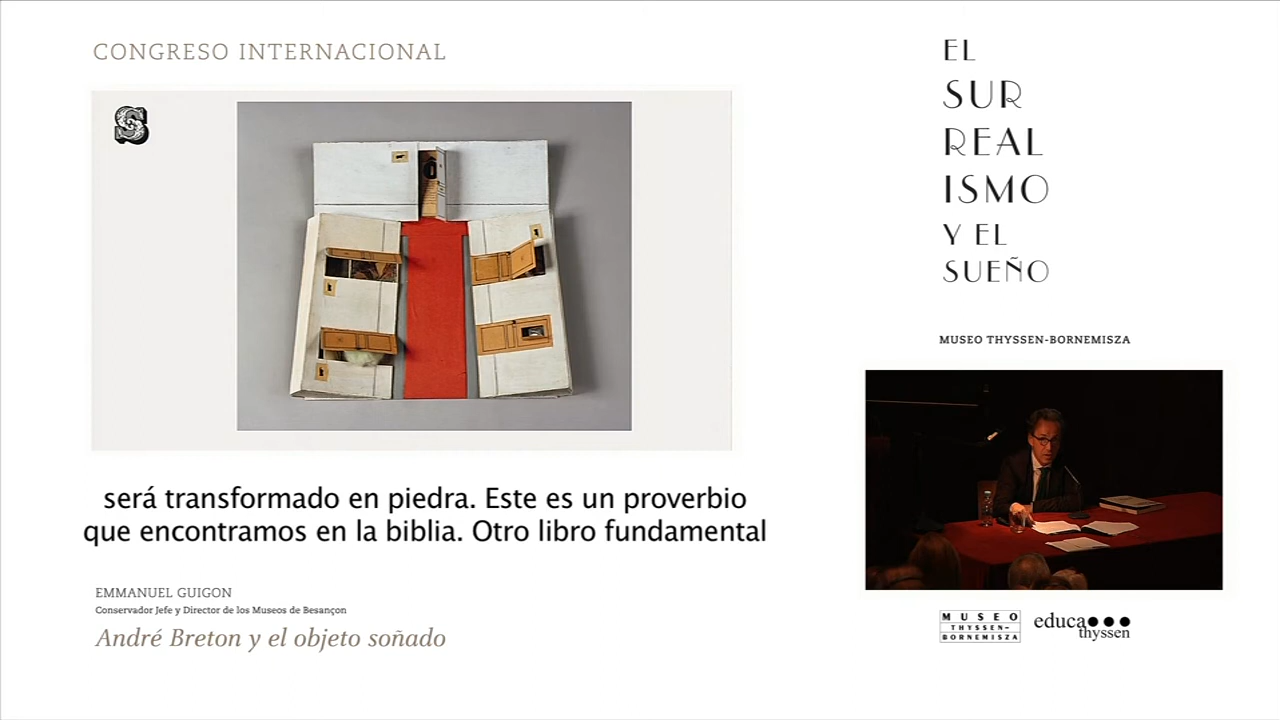 CONGRESO INTERNACIONAL
S
será transformado en piedra. Este es un proverbio
que encontramos en la biblia. Otro libro fundamental
EMMANUEL GUIGON
Conservador Jefe y Director de los Museos de Besançon
André Breton y el objeto soñado
EL
SUR
REAL
ISMO
Y EL
SUEÑO
MUSEO THYSSEN-BORNEMISZA
MUSEO
THYSSEN-
BORNEMISZA
educa
thyssen